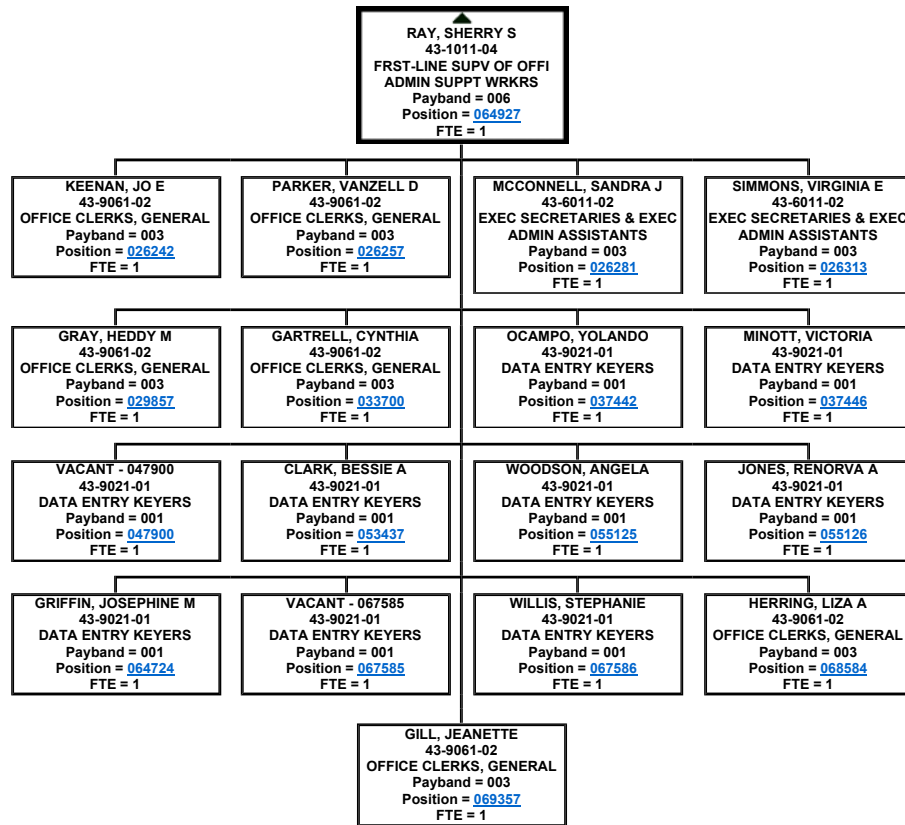 RAY, SHERRY S
43-1011-04
FRST-LINE SUPV OF OFFI
ADMIN SUPPT WRKRS
Payband = 006
Position = 064927
FTE = 1
KEENAN, JO E
43-9061-02
OFFICE CLERKS, GENERAL
Payband = 003
Position = 026242
FTE = 1
PARKER, VANZELL D
43-9061-02
OFFICE CLERKS, GENERAL
Payband = 003
Position = 026257
FTE = 1
MCCONNELL, SANDRA J
43-6011-02
EXEC SECRETARIES & EXEC
ADMIN ASSISTANTS
Payband = 003
Position = 026281
FTE = 1
SIMMONS, VIRGINIA E
43-6011-02
EXEC SECRETARIES & EXEC
ADMIN ASSISTANTS
Payband = 003
Position = 026313
FTE = 1
GRAY, HEDDY M
43-9061-02
OFFICE CLERKS, GENERAL
Payband = 003
Position = 029857
FTE = 1
GARTRELL, CYNTHIA
43-9061-02
OFFICE CLERKS, GENERAL
Payband = 003
Position = 033700
FTE = 1
OCAMPO, YOLANDO
43-9021-01
DATA ENTRY KEYERS
Payband = 001
Position = 037442
FTE = 1
MINOTT, VICTORIA
43-9021-01
DATA ENTRY KEYERS
Payband = 001
Position = 037446
FTE = 1
VACANT - 047900
43-9021-01
DATA ENTRY KEYERS
Payband = 001
Position = 047900
FTE = 1
CLARK, BESSIE A
43-9021-01
DATA ENTRY KEYERS
Payband = 001
Position = 053437
FTE = 1
WOODSON, ANGELA
43-9021-01
DATA ENTRY KEYERS
Payband = 001
Position = 055125
FTE = 1
JONES, RENORVA A
43-9021-01
DATA ENTRY KEYERS
Payband = 001
Position = 055126
FTE = 1
GRIFFIN, JOSEPHINE M
43-9021-01
DATA ENTRY KEYERS
Payband = 001
Position = 064724
FTE = 1
VACANT - 067585
43-9021-01
DATA ENTRY KEYERS
Payband = 001
Position = 067585
FTE = 1
WILLIS, STEPHANIE
43-9021-01
DATA ENTRY KEYERS
Payband = 001
Position = 067586
FTE = 1
HERRING, LIZA A
43-9061-02
OFFICE CLERKS, GENERAL
Payband = 003
Position = 068584
FTE = 1
GILL, JEANETTE
43-9061-02
OFFICE CLERKS, GENERAL
Payband = 003
Position = 069357
FTE = 1